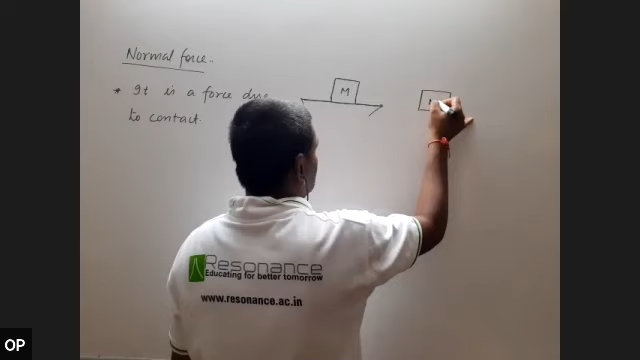 Normal force.
* It is a force due
to contact.
M
Resonance
Educating for better tomorrow
www.resonance.ac.in
OP